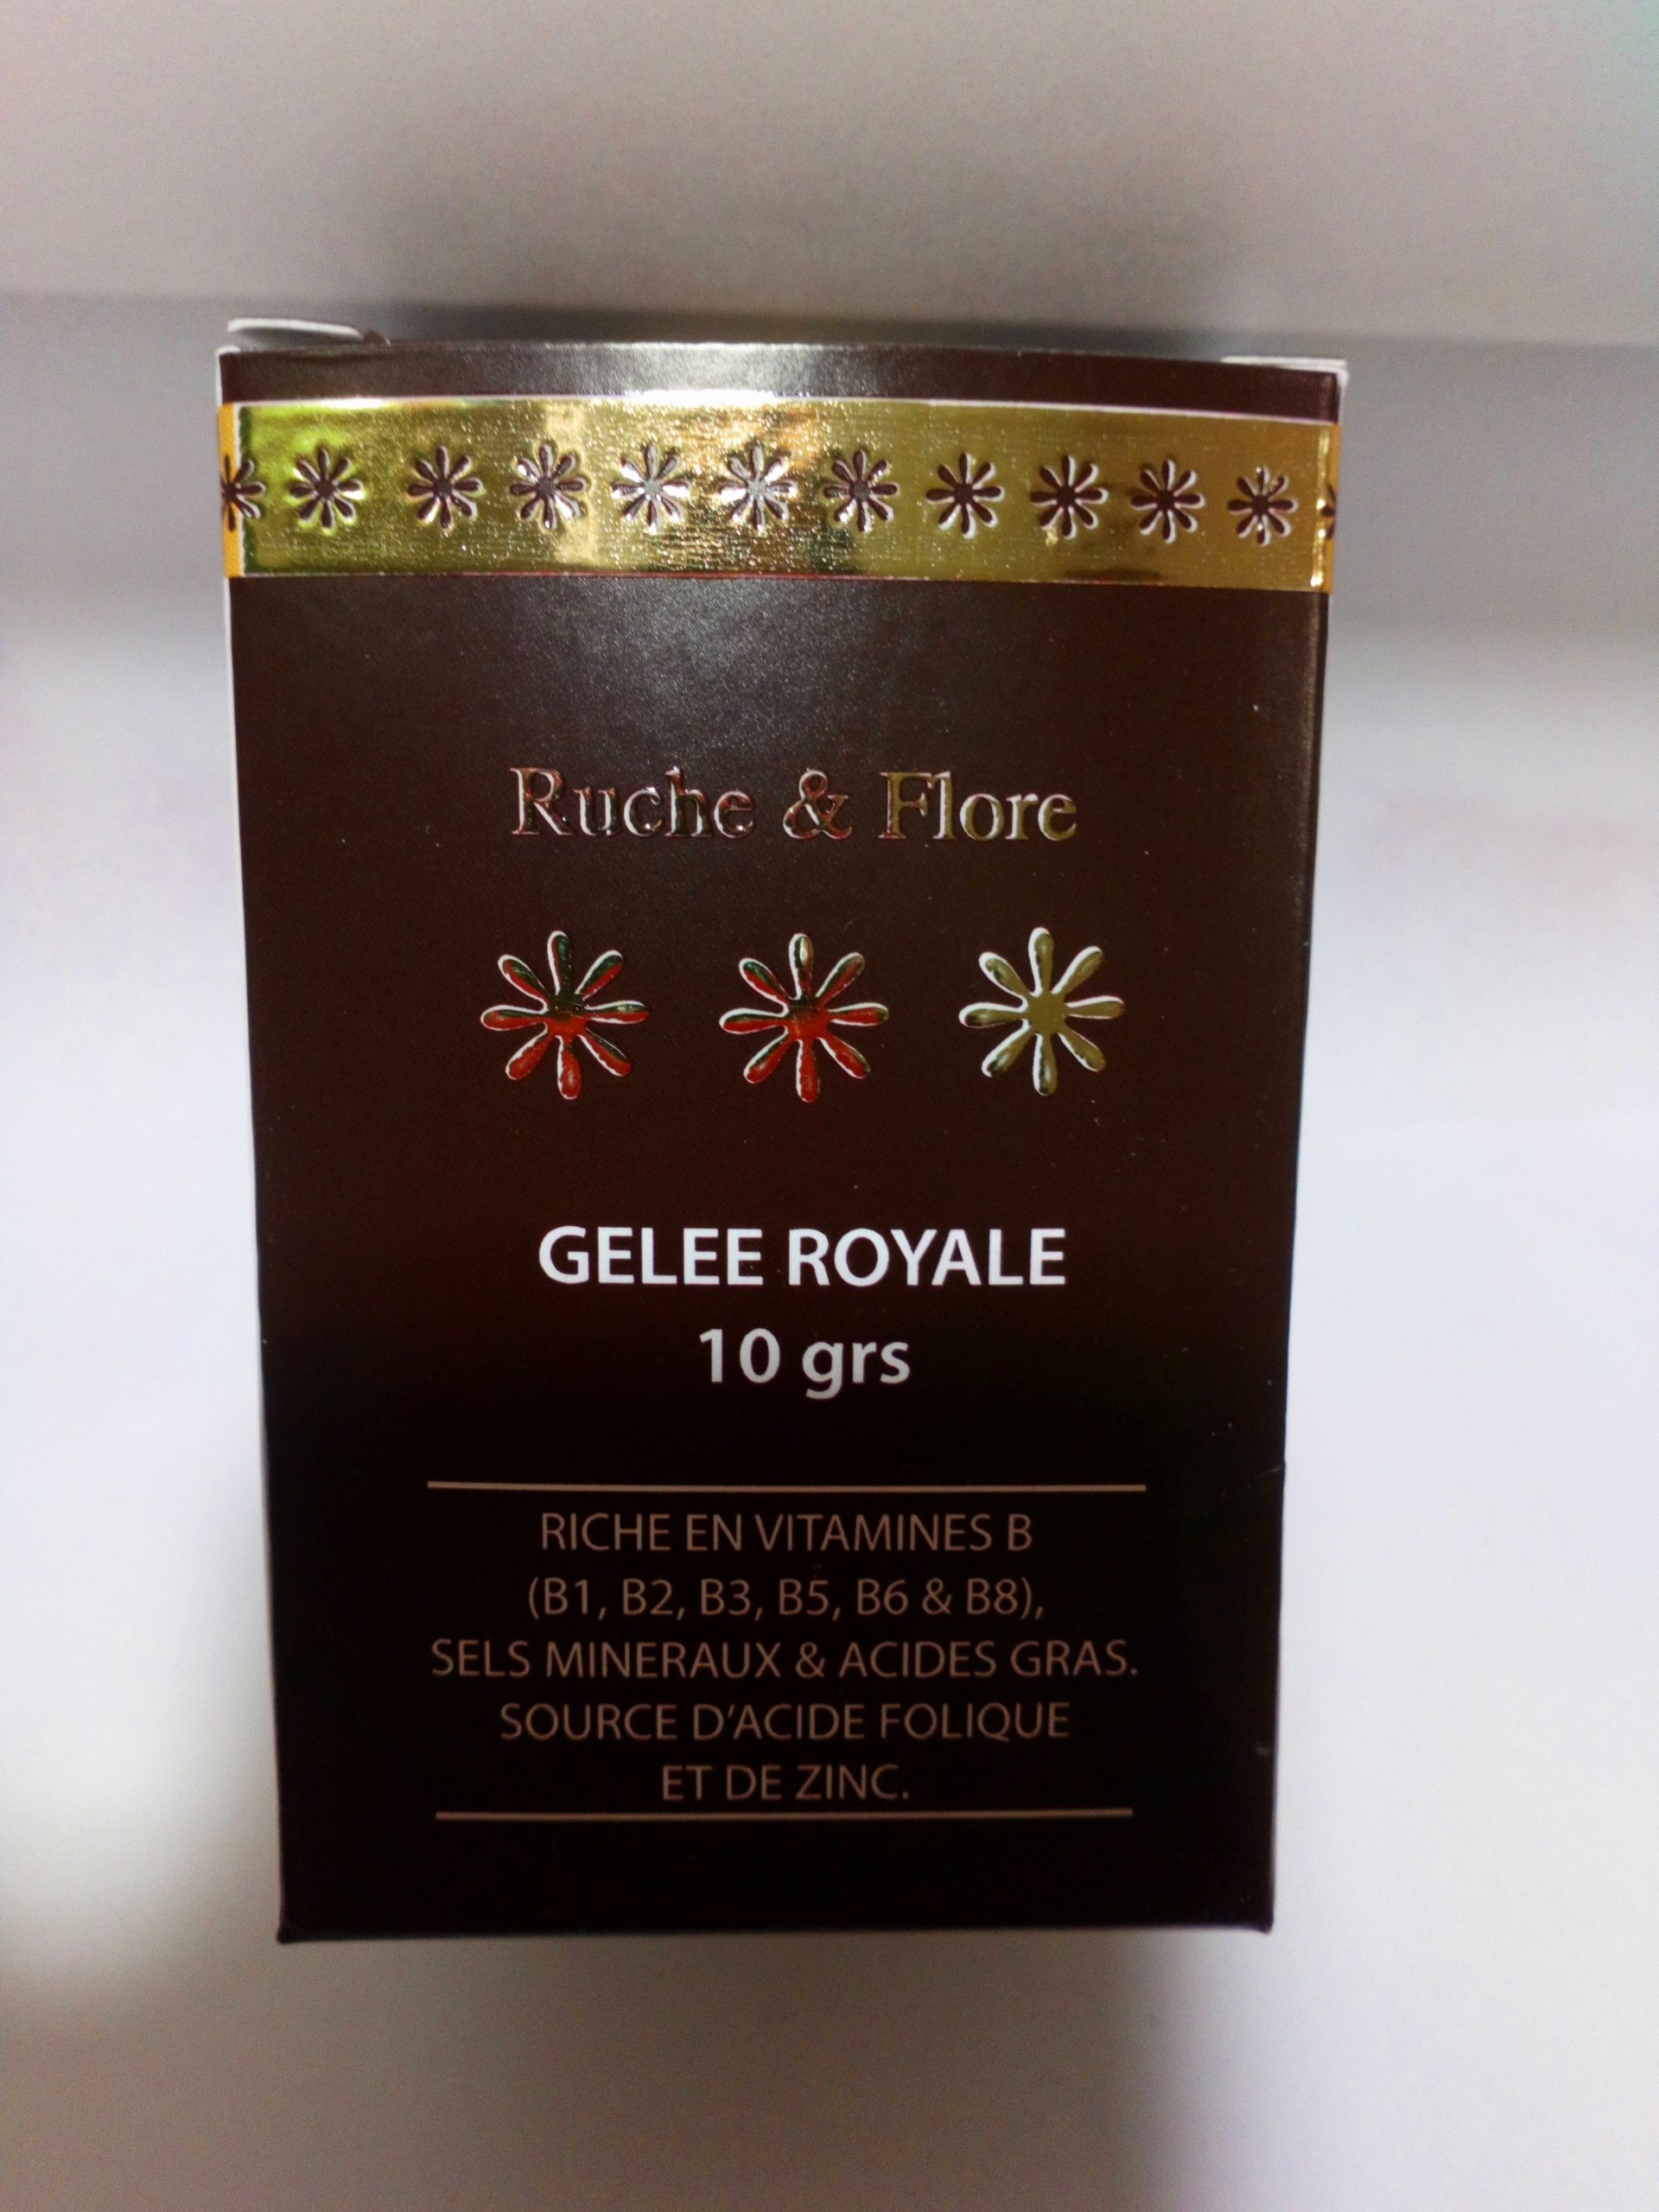 Ruche & Flore
GELEE ROYALE
10 grs
RICHE EN VITAMINES B
(B1, B2, B3, B5, B6 & B8),
SELS MINERAUX & ACIDES GRAS.
SOURCE D'ACIDE FOLIQUE
ET DE ZINC.